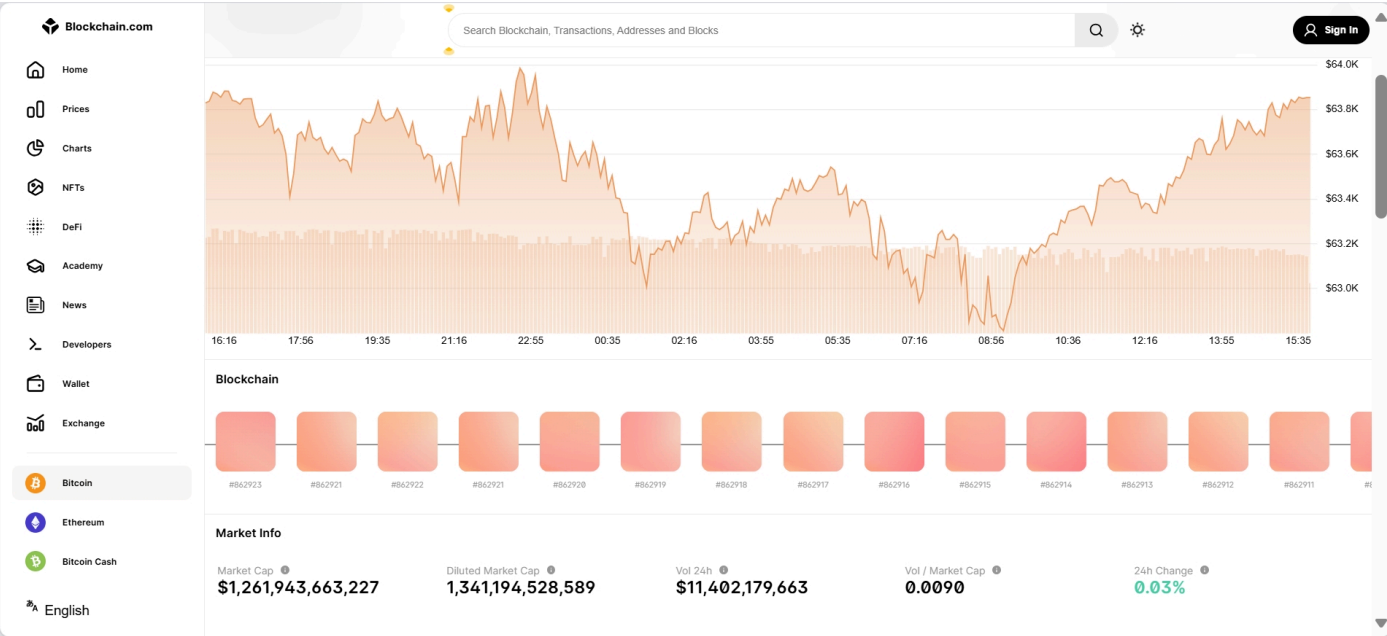 Blockchain.com
Search Blockchain, Transactions, Addresses and Blocks
Sign In
Home
Prices
Charts
NFTs
DeFi
Academy
News
Developers
Wallet
Exchange
Bitcoin
Ethereum
Bitcoin Cash
English
$64.0K
$63.8K
$63.6K
$63.4K
$63.2K
$63.0K
16:16 17:56 19:35 21:16 22:55 00:35 02:16 03:55 05:35 07:16 08:56 10:36 12:16 13:55 15:35
Blockchain
#862923 #862921 #862922 #862921 #862920 #862919 #862918 #862917 #862916 #862915 #862914 #862913 #862912 #862911 #8
Market Info
Market Cap Diluted Market Cap Vol 24h Vol / Market Cap 24h Change
$1,261,943,663,227 1,341,194,528,589 $11,402,179,663 0.0090 0.03%